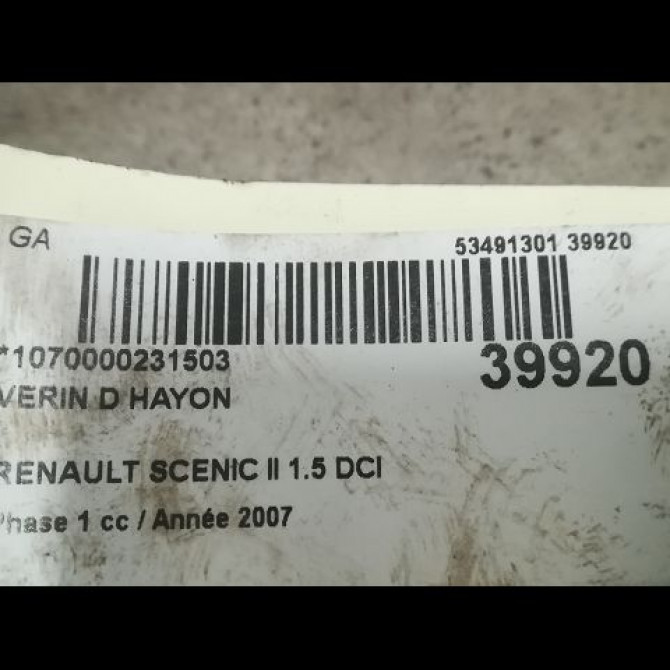 GA
53491301 39920
*1070000231503
39920
VERIN D HAYON
RENAULT SCENIC II 1.5 DCI
Phase 1 cc / Année 2007